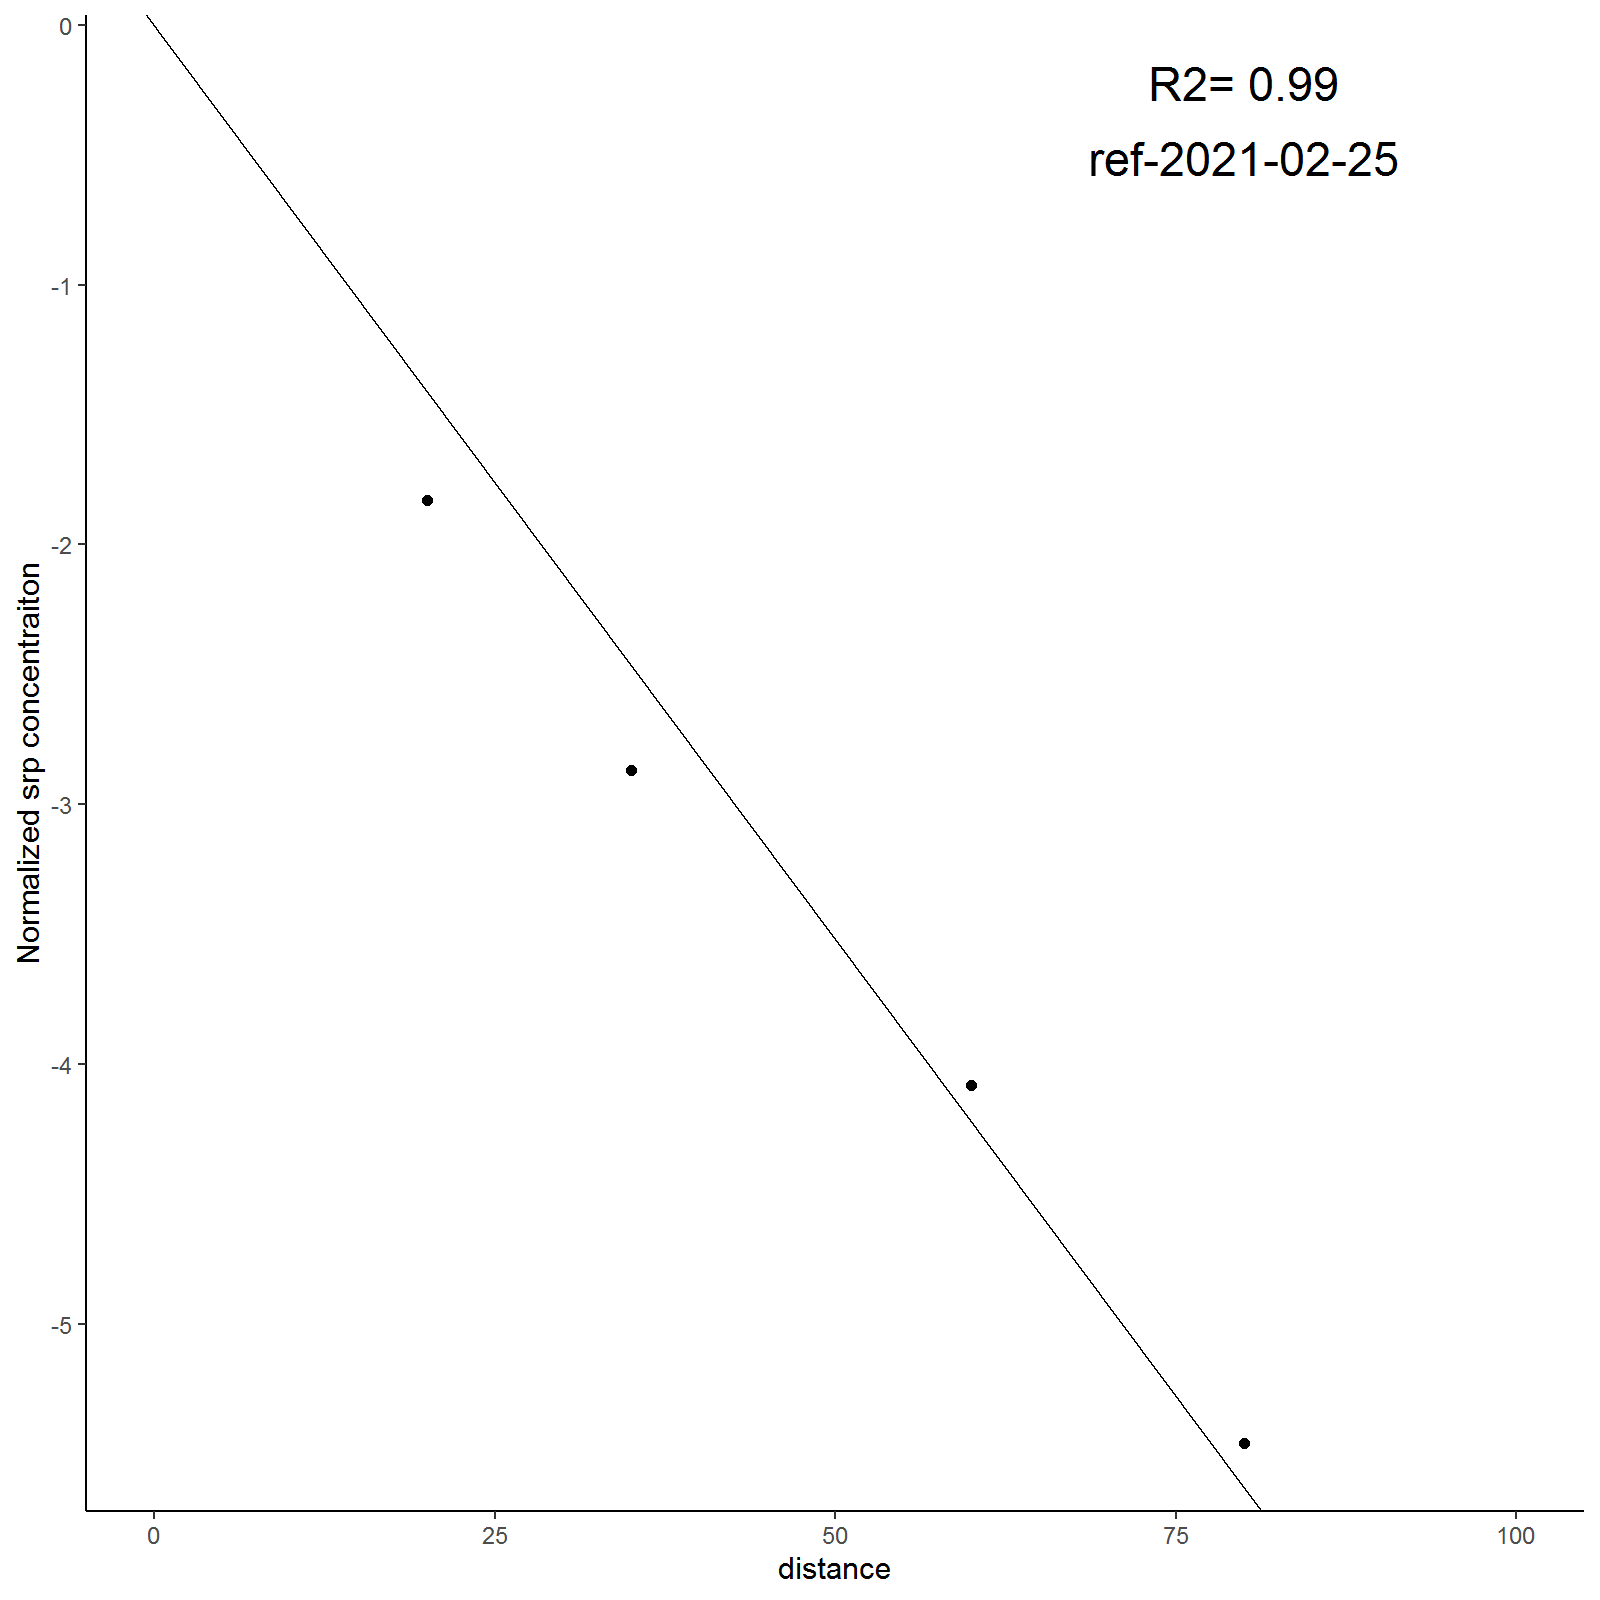 R2= 0.99
ref-2021-02-25
0
-1
-2
-3
-4
-5
Normalized srp concentraiton
0 25 50 75 100
distance